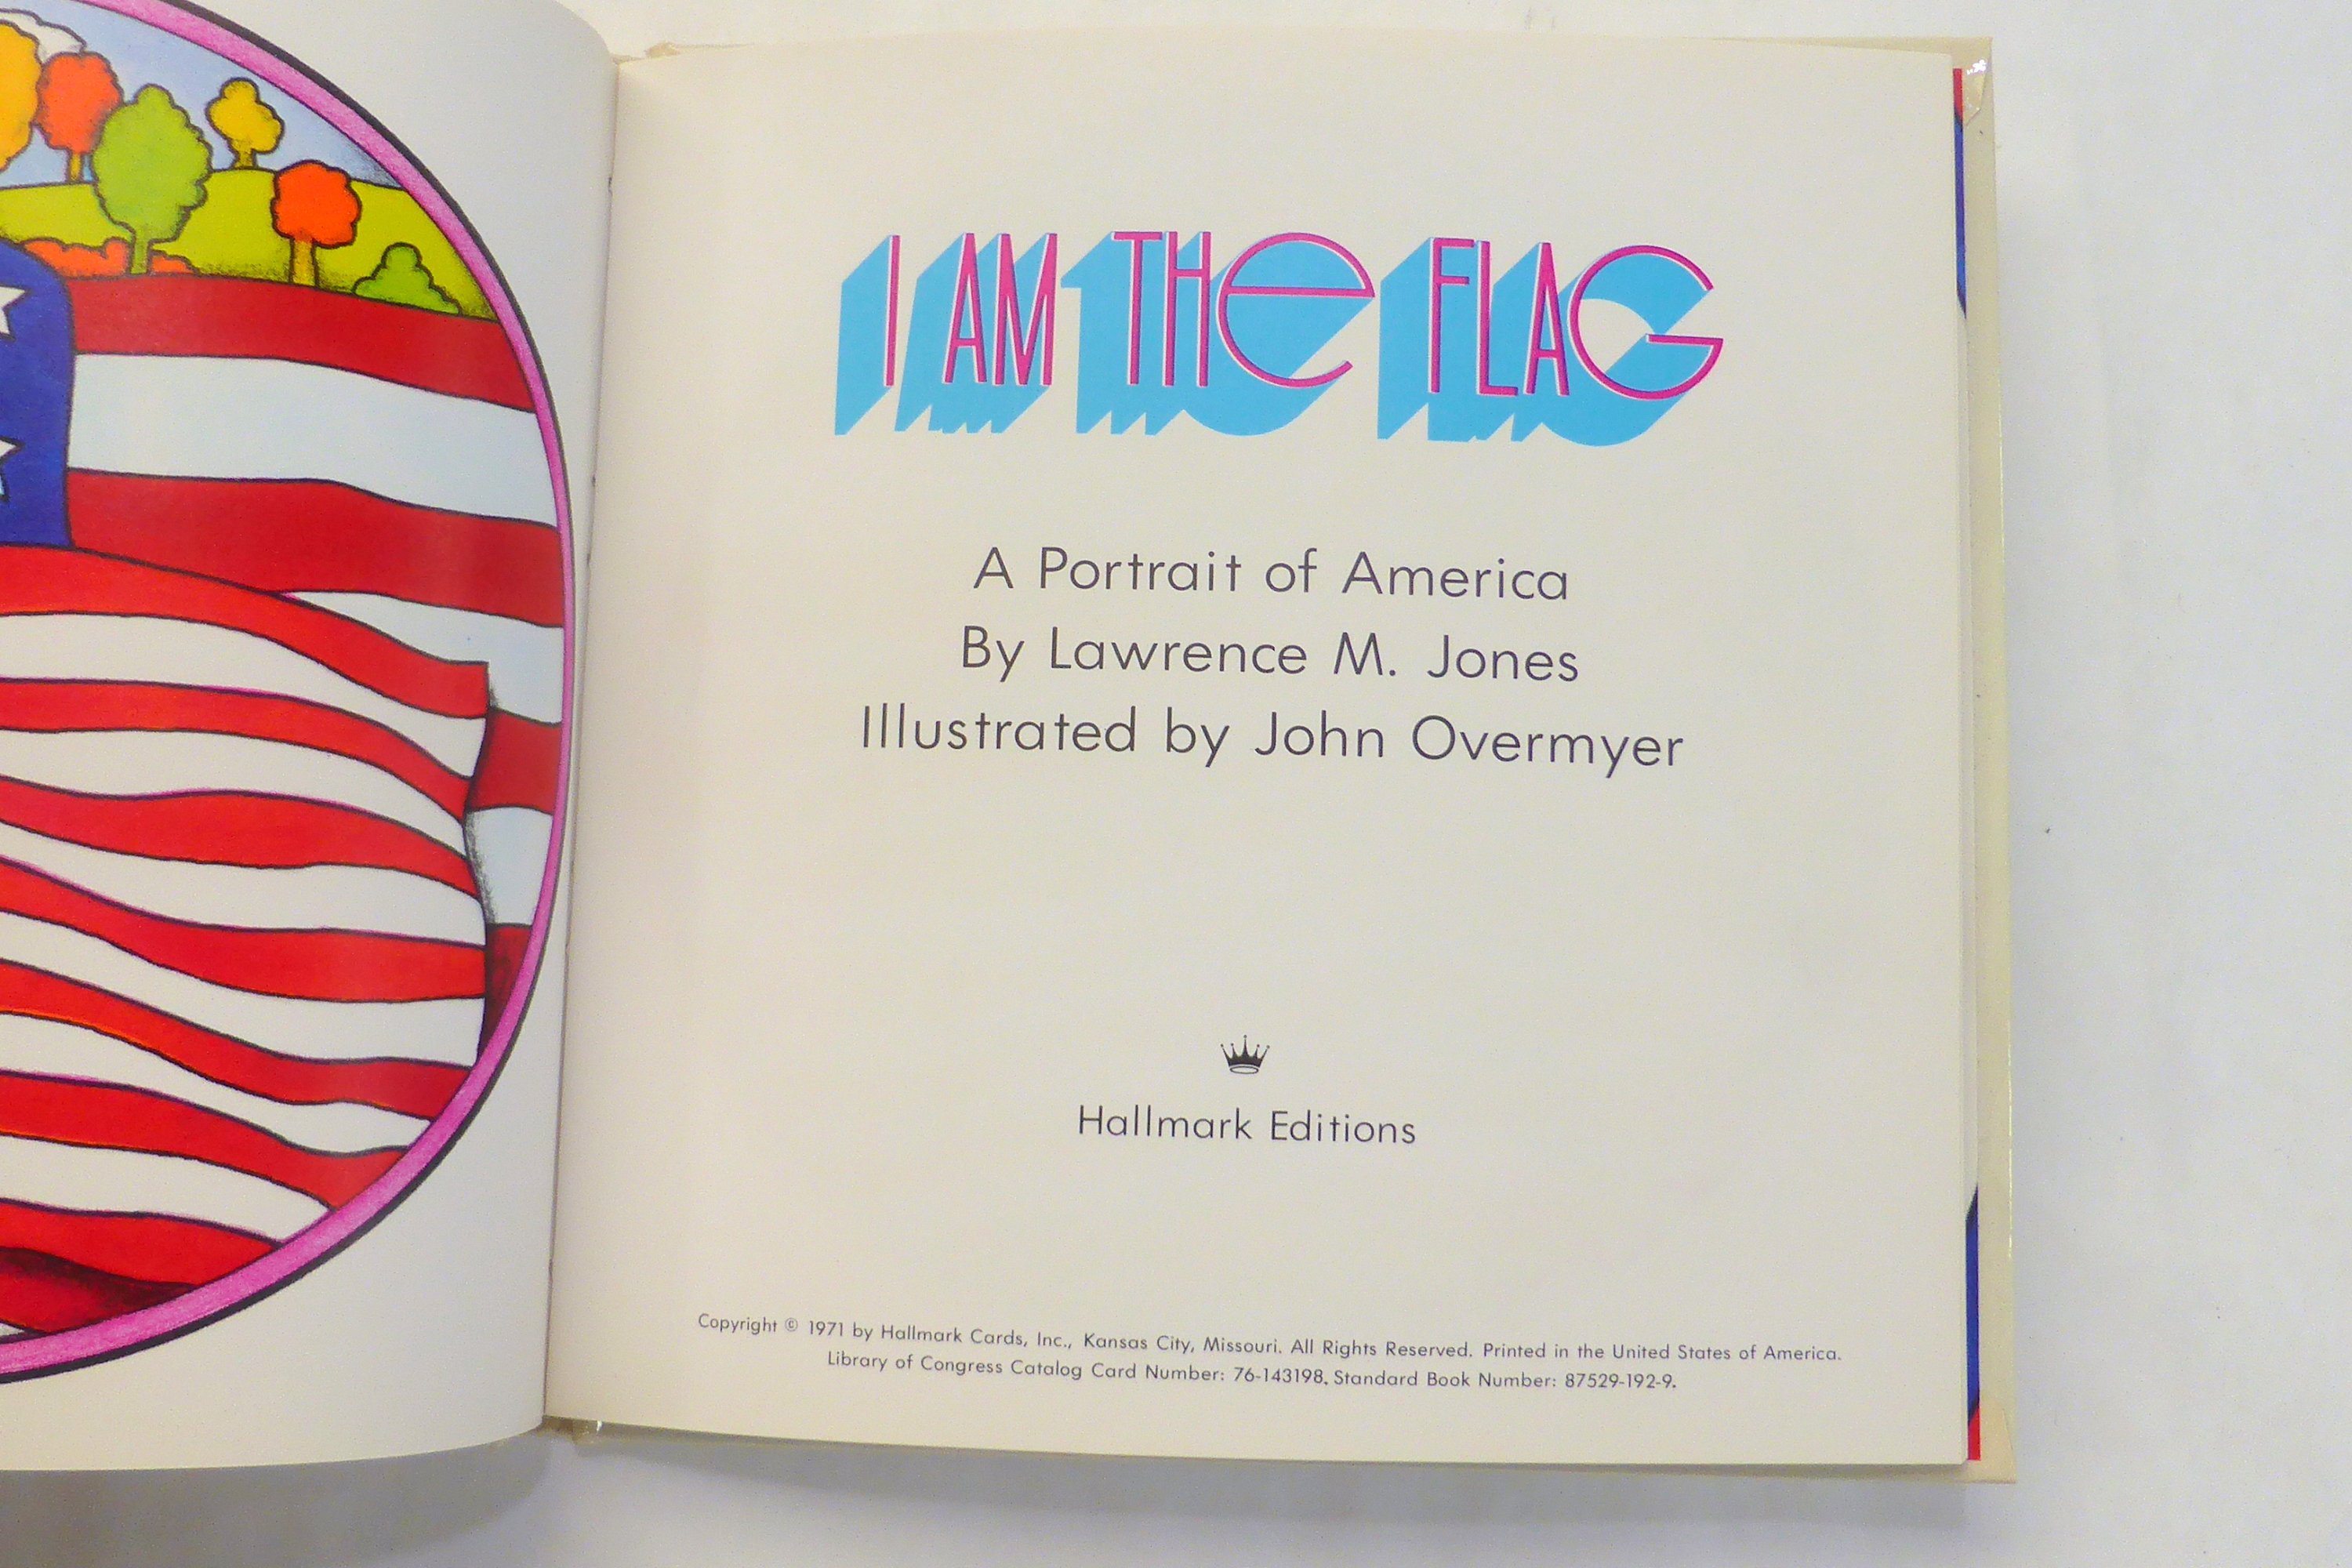 I AM THE FLAG
A Portrait of America
By Lawrence M. Jones
Illustrated by John Overmyer
Hallmark Editions
Copyright © 1971 by Hallmark Cards, Inc., Kansas City, Missouri. All Rights Reserved. Printed in the United States of America.
Library of Congress Catalog Card Number: 76-143198. Standard Book Number: 87529-192-9.